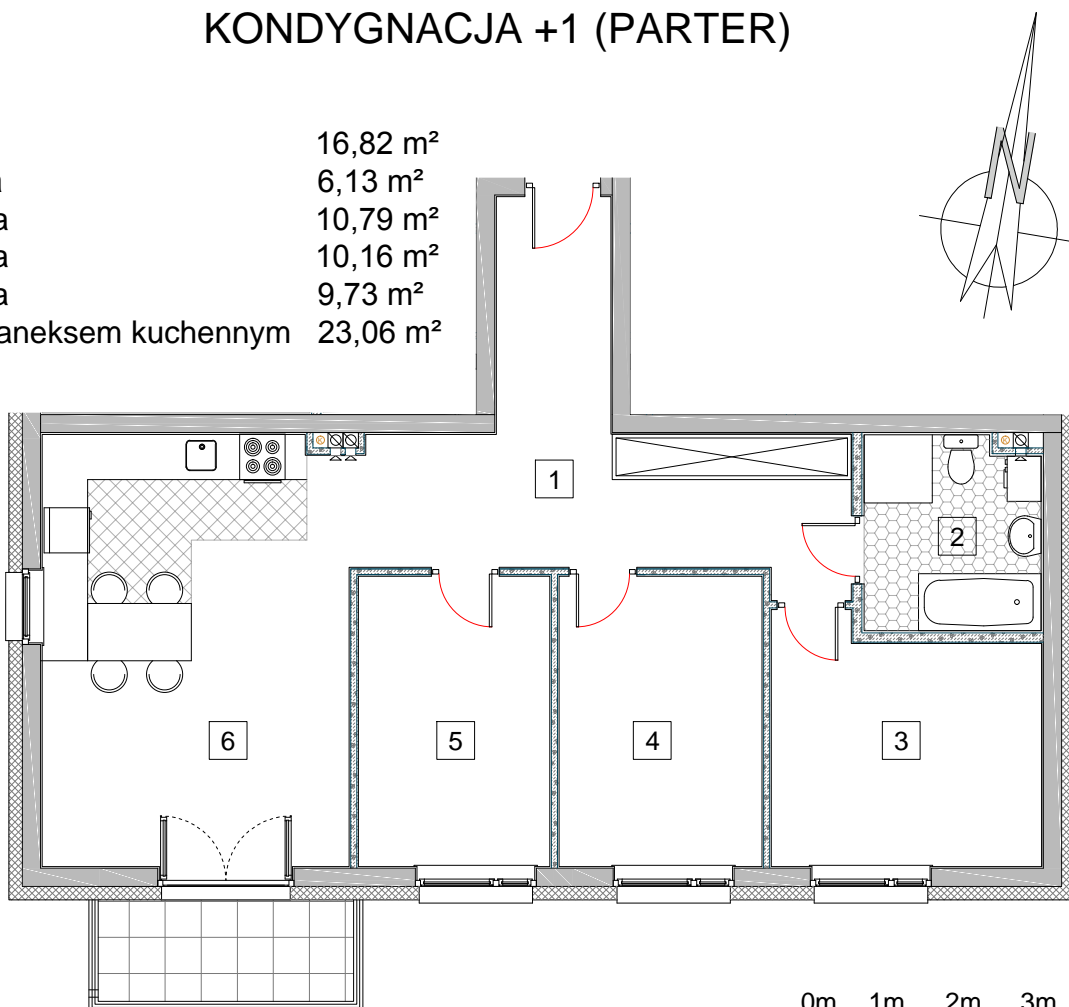 KONDYGNACJA +1 (PARTER)
N
16,82 m²
a 6,13 m²
a 10,79 m²
a 10,16 m²
a 9,73 m²
aneksem kuchennym 23,06 m²
1
2
6
5
4
3
0m 1m 2m 3m